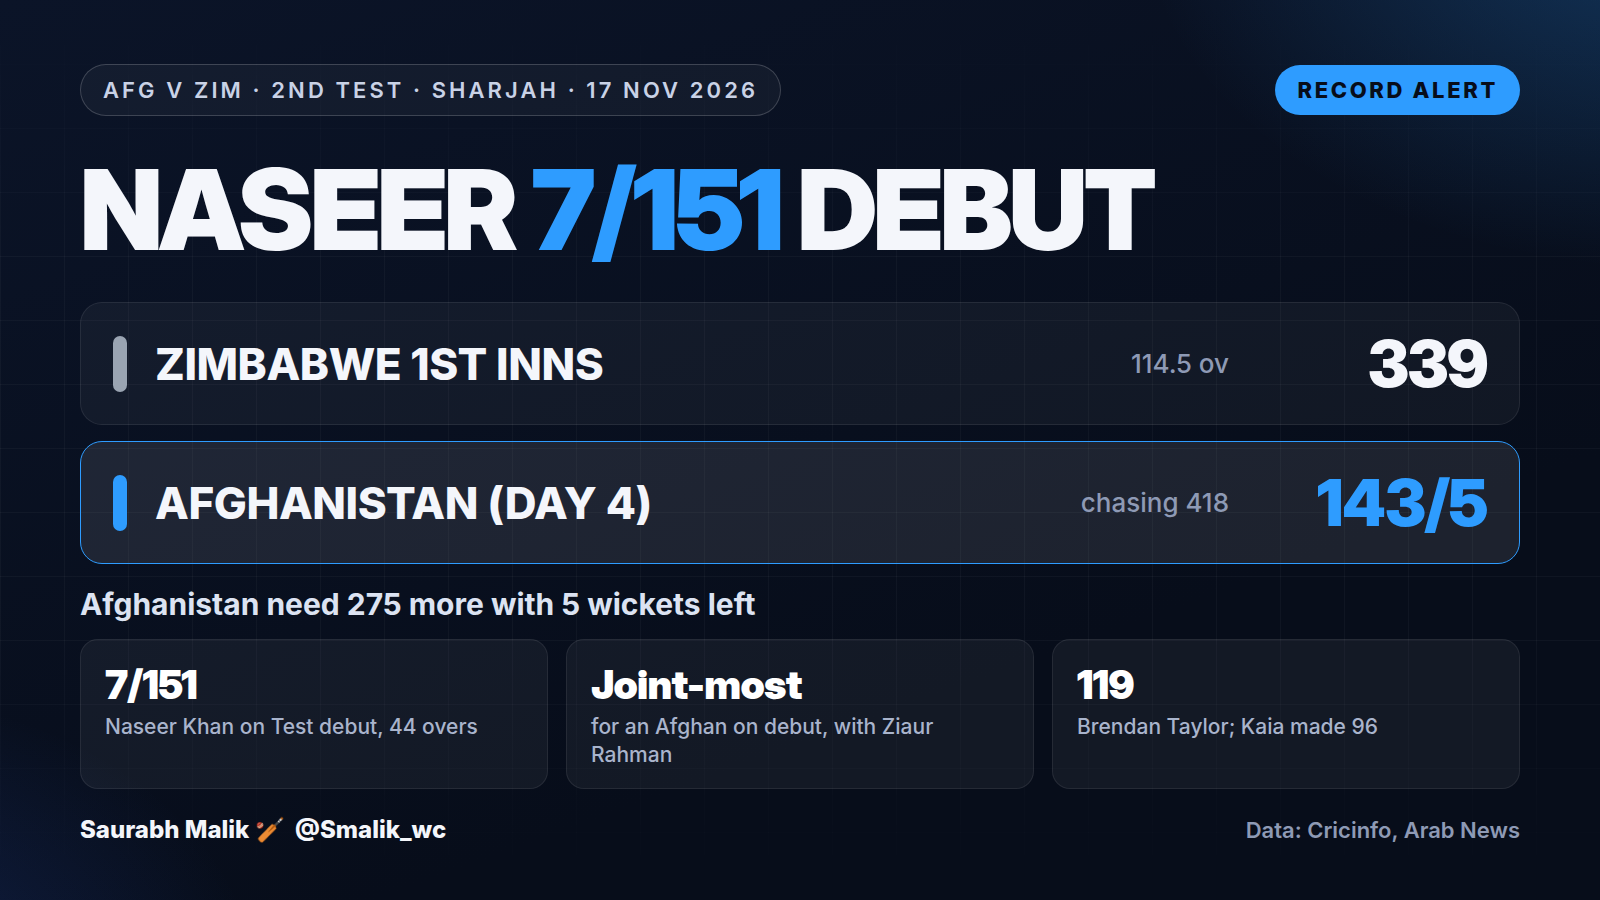 AFG V ZIM · 2ND TEST · SHARJAH · 17 NOV 2026
RECORD ALERT
NASEER 7/151 DEBUT
ZIMBABWE 1ST INNS 114.5 ov 339
AFGHANISTAN (DAY 4) chasing 418 143/5
Afghanistan need 275 more with 5 wickets left
7/151
Naseer Khan on Test debut, 44 overs
Joint-most
for an Afghan on debut, with Ziaur
Rahman
119
Brendan Taylor; Kaia made 96
Saurabh Malik 🏏 @Smalik_wc
Data: Cricinfo, Arab News